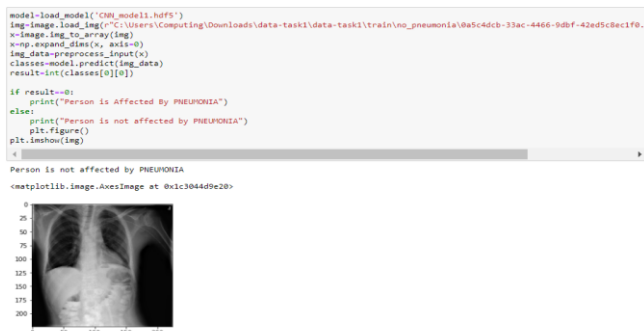 model=load_model('CNN_model1.hdf5')
img=image.load_img(r"C:\Users\Computing\Downloads\data-task1\data-task1\train\no_pneumonia\0a5c4dcb-33ac-4466-9dbf-42ed5c8ec1f0.
x=image.img_to_array(img)
x=np.expand_dims(x, axis=0)
img_data=preprocess_input(x)
classes=model.predict(img_data)
result=int(classes[0][0])
if result==0:
print("Person is Affected By PNEUMONIA")
else:
print("Person is not affected by PNEUMONIA")
plt.figure()
plt.imshow(img)
Person is not affected by PNEUMONIA
<matplotlib.image.AxesImage at 0x1c3044d9e20>
0
25
50
75
100
125
150
175
200